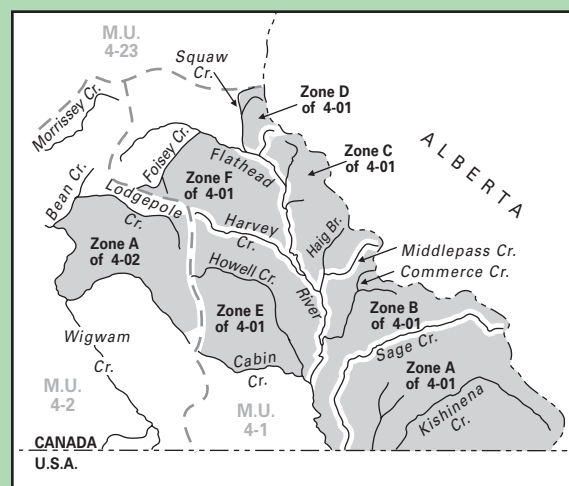 M.U.
4-23
Squaw
Cr.
Morrissey Cr.
Zone D
of 4-01
ALBERTA
Foisey Cr.
Flathead
Zone C
of 4-01
Bean Cr.
Lodgepole
Cr.
Zone F
of 4-01
Harvey
Cr.
Haig Br.
Middlepass Cr.
Commerce Cr.
Zone A
of 4-02
Howell Cr.
River
Zone E
of 4-01
Zone B
of 4-01
Sage Cr.
Wigwam
Cr.
Cabin
Cr.
Zone A
of 4-01
Kishinena
Cr.
M.U.
4-2
M.U.
4-1
CANADA
U.S.A.